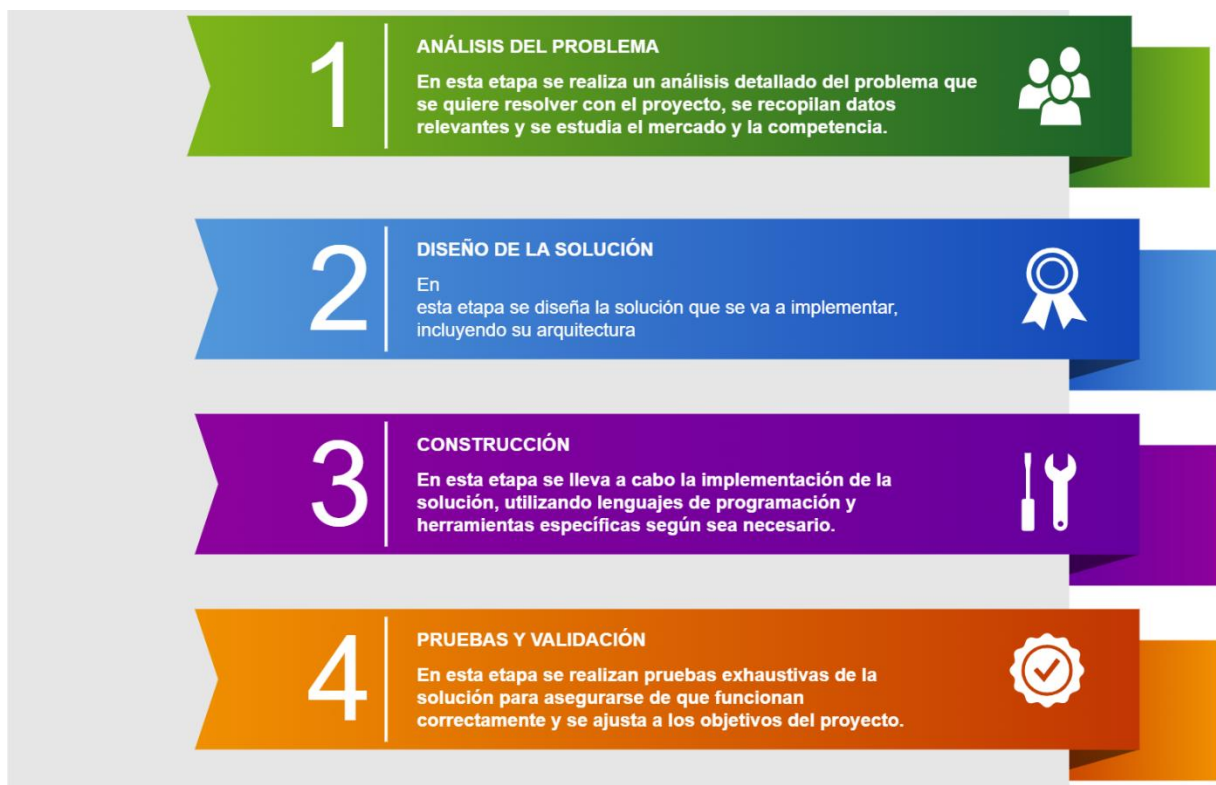 1
ANÁLISIS DEL PROBLEMA
En esta etapa se realiza un análisis detallado del problema que
se quiere resolver con el proyecto, se recopilan datos
relevantes y se estudia el mercado y la competencia.
2
DISEÑO DE LA SOLUCIÓN
En
esta etapa se diseña la solución que se va a implementar,
incluyendo su arquitectura
3
CONSTRUCCIÓN
En esta etapa se lleva a cabo la implementación de la
solución, utilizando lenguajes de programación y
herramientas específicas según sea necesario.
4
PRUEBAS Y VALIDACIÓN
En esta etapa se realizan pruebas exhaustivas de la
solución para asegurarse de que funcionan
correctamente y se ajusta a los objetivos del proyecto.